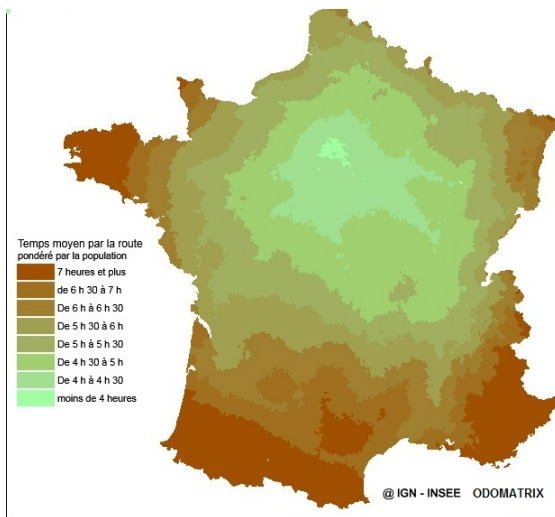 Temps moyen par la route
pondéré par la population
7 heures et plus
de 6 h 30 à 7 h
De 6 h à 6 h 30
De 5 h 30 à 6 h
De 5 h à 5 h 30
De 4 h 30 à 5 h
De 4 h à 4 h 30
moins de 4 heures
@ IGN - INSEE ODOMATRIX